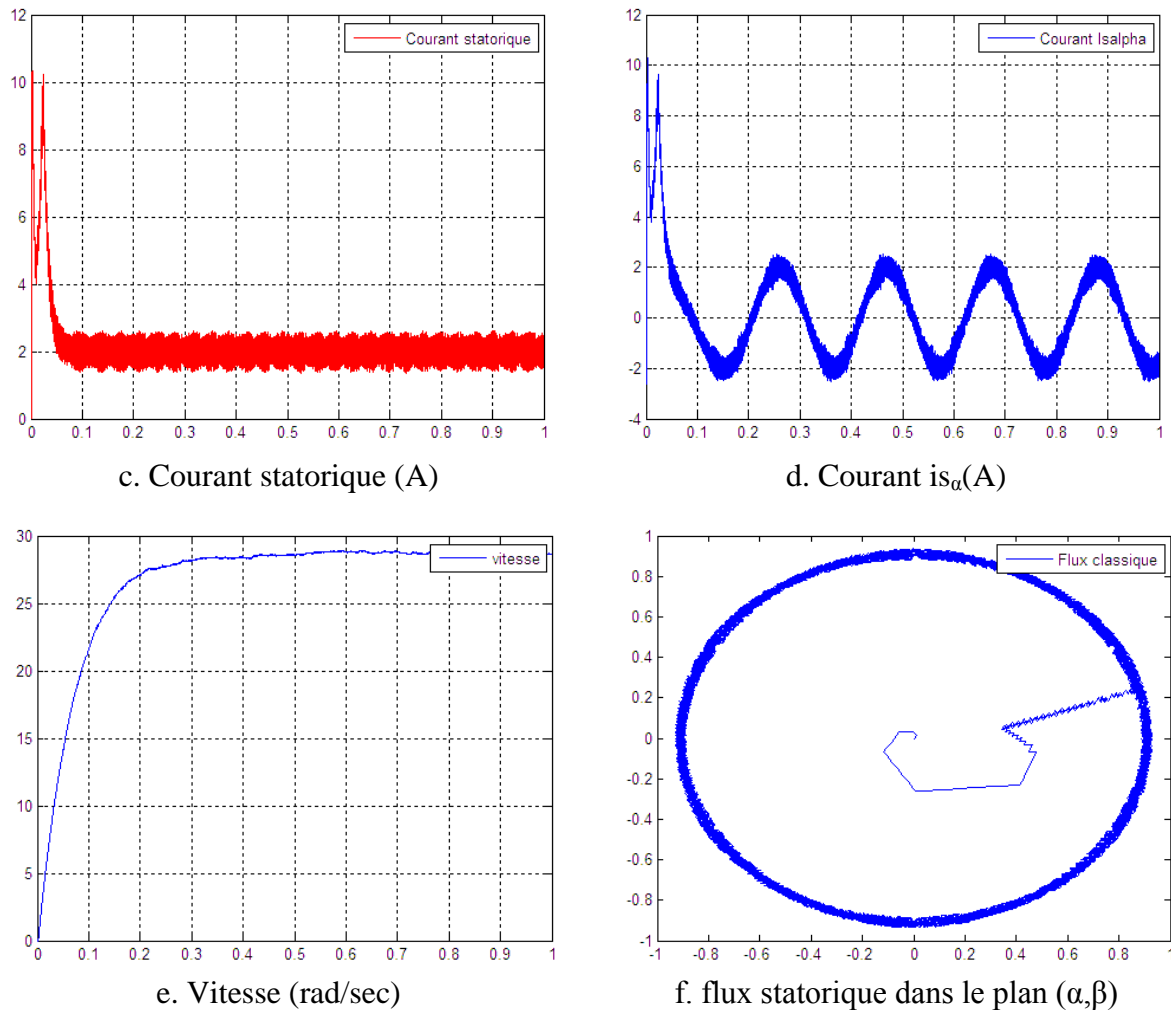 12
10
8
6
4
2
0
0 0.1 0.2 0.3 0.4 0.5 0.6 0.7 0.8 0.9 1
Courant statorique
c. Courant statorique (A)
12
10
8
6
4
2
0
-2
-4
0 0.1 0.2 0.3 0.4 0.5 0.6 0.7 0.8 0.9 1
Courant Isalpha
d. Courant isα(A)
30
25
20
15
10
5
0
0 0.1 0.2 0.3 0.4 0.5 0.6 0.7 0.8 0.9 1
vitesse
e. Vitesse (rad/sec)
1
0.8
0.6
0.4
0.2
0
-0.2
-0.4
-0.6
-0.8
-1
-1 -0.8 -0.6 -0.4 -0.2 0 0.2 0.4 0.6 0.8 1
Flux classique
f. flux statorique dans le plan (α,β)